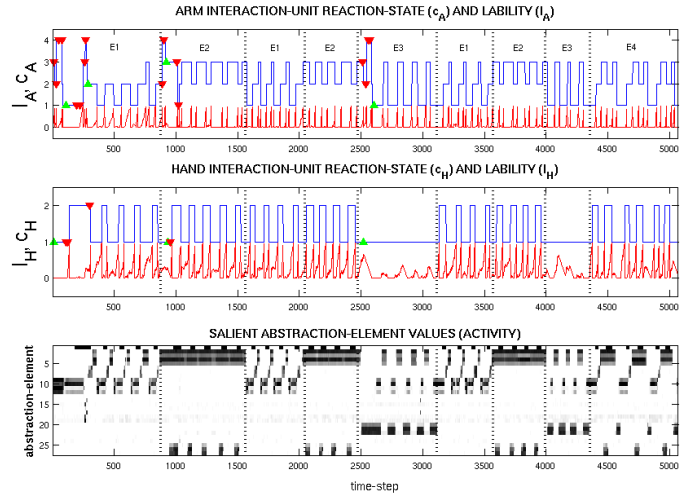 ARM INTERACTION-UNIT REACTION-STATE (c_A) AND LABILITY (l_A)
l_A, c_A
4
3
2
1
0
E1 E2 E1 E2 E3 E1 E2 E3 E4
500 1000 1500 2000 2500 3000 3500 4000 4500 5000
HAND INTERACTION-UNIT REACTION-STATE (c_H) AND LABILITY (l_H)
l_H, c_H
2
1
0
500 1000 1500 2000 2500 3000 3500 4000 4500 5000
SALIENT ABSTRACTION-ELEMENT VALUES (ACTIVITY)
abstraction-element
5
10
15
20
25
500 1000 1500 2000 2500 3000 3500 4000 4500 5000
time-step